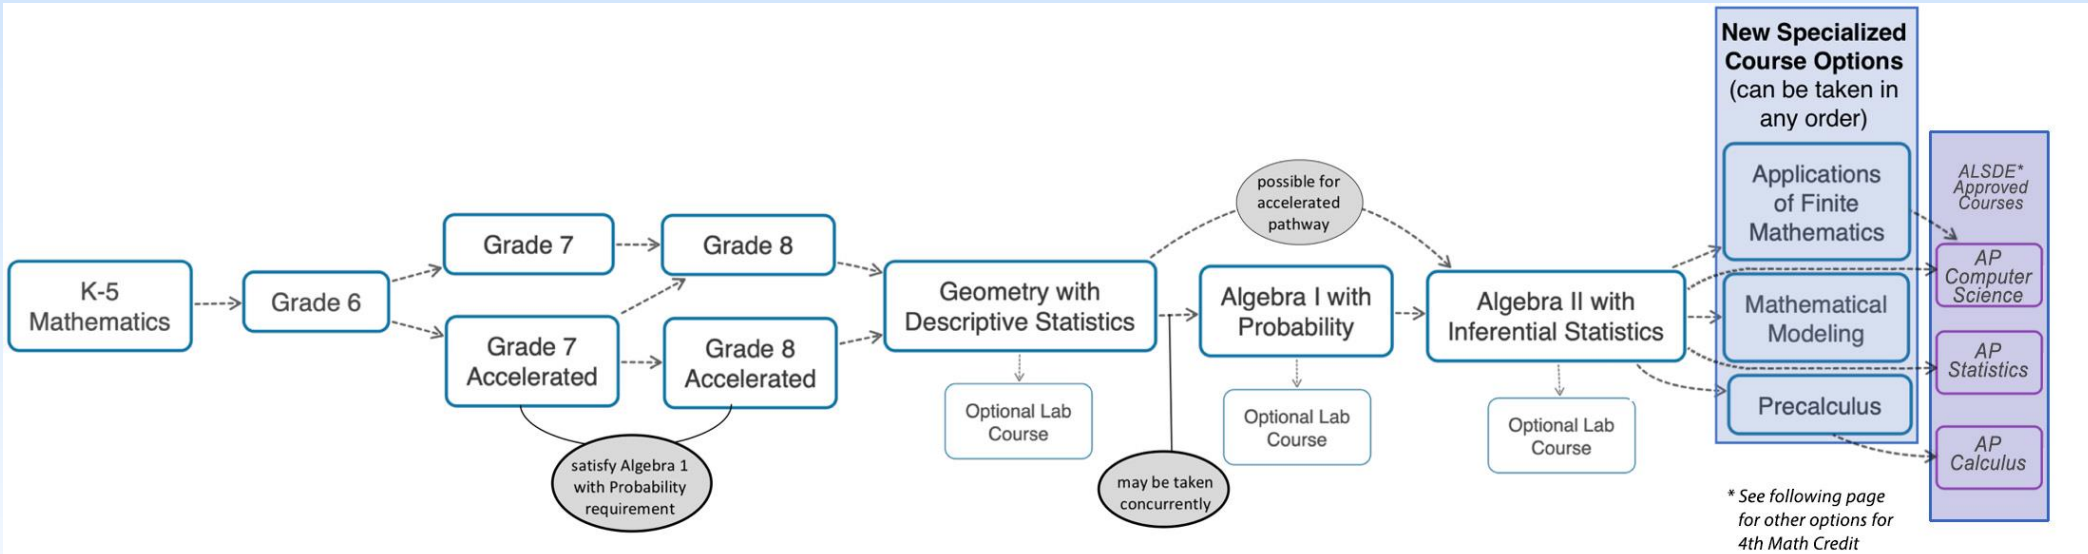 K-5
Mathematics
Grade 6
Grade 7
Grade 8
Grade 7
Accelerated
Grade 8
Accelerated
satisfy Algebra 1
with Probability
requirement
Geometry with
Descriptive Statistics
Optional Lab
Course
may be taken
concurrently
possible for
accelerated
pathway
Algebra I with
Probability
Optional Lab
Course
Algebra II with
Inferential Statistics
Optional Lab
Course
New Specialized
Course Options
(can be taken in
any order)
Applications
of Finite
Mathematics
Mathematical
Modeling
Precalculus
ALSDE*
Approved
Courses
AP
Computer
Science
AP
Statistics
AP
Calculus
* See following page
for other options for
4th Math Credit